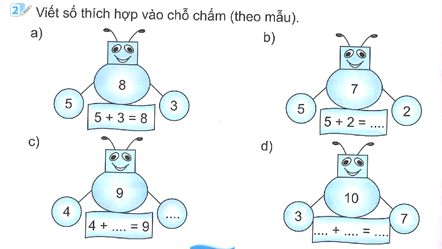 2 Viết số thích hợp vào chỗ chấm (theo mẫu).
a)
8
5
3
5 + 3 = 8
b)
7
5
2
5 + 2 = ....
c)
9
4
....
4 + .... = 9
d)
10
3
7
.... + .... = ....